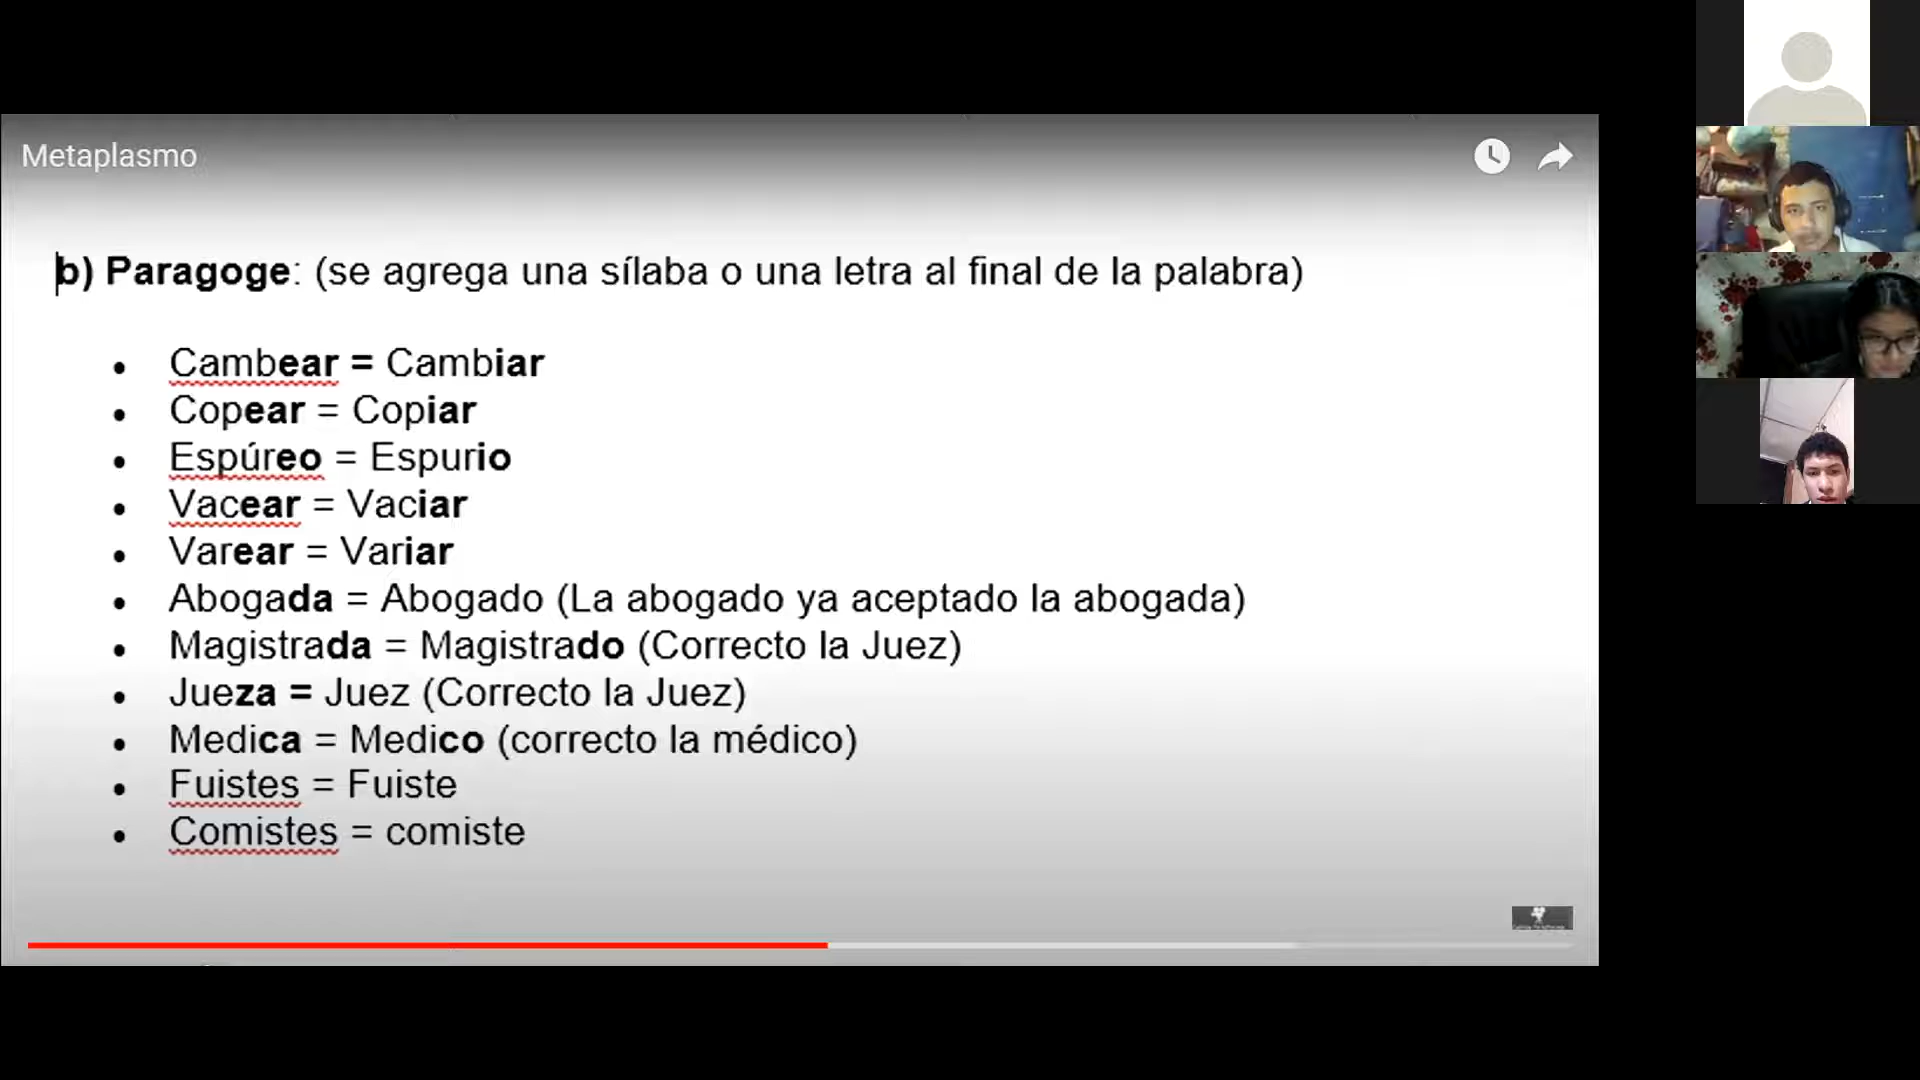 Metaplasmo
b) Paragoge: (se agrega una sílaba o una letra al final de la palabra)
• Cambear = Cambiar
• Copear = Copiar
• Espúreo = Espurio
• Vacear = Vaciar
• Varear = Variar
• Abogada = Abogado (La abogado ya aceptado la abogada)
• Magistrada = Magistrado (Correcto la Juez)
• Jueza = Juez (Correcto la Juez)
• Medica = Medico (correcto la médico)
• Fuistes = Fuiste
• Comistes = comiste